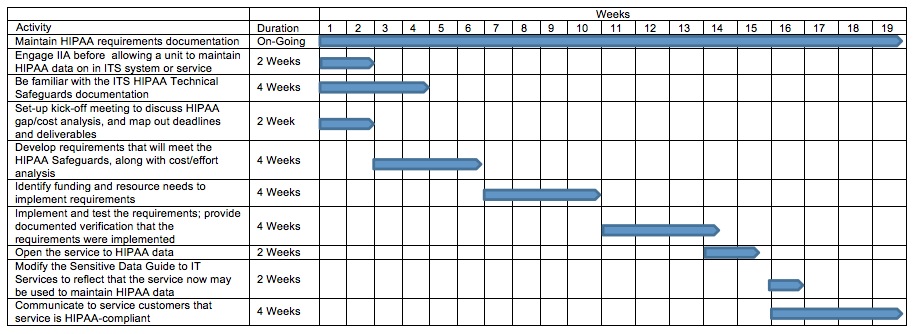 Weeks
Activity Duration 1 2 3 4 5 6 7 8 9 10 11 12 13 14 15 16 17 18 19
Maintain HIPAA requirements documentation On-Going
Engage IIA before allowing a unit to maintain
HIPAA data on in ITS system or service
2 Weeks
Be familiar with the ITS HIPAA Technical
Safeguards documentation
4 Weeks
Set-up kick-off meeting to discuss HIPAA
gap/cost analysis, and map out deadlines
and deliverables
2 Week
Develop requirements that will meet the
HIPAA Safeguards, along with cost/effort
analysis
4 Weeks
Identify funding and resource needs to
implement requirements
4 Weeks
Implement and test the requirements; provide
documented verification that the
requirements were implemented
4 Weeks
Open the service to HIPAA data 2 Weeks
Modify the Sensitive Data Guide to IT
Services to reflect that the service now may
be used to maintain HIPAA data
2 Weeks
Communicate to service customers that
service is HIPAA-compliant
4 Weeks